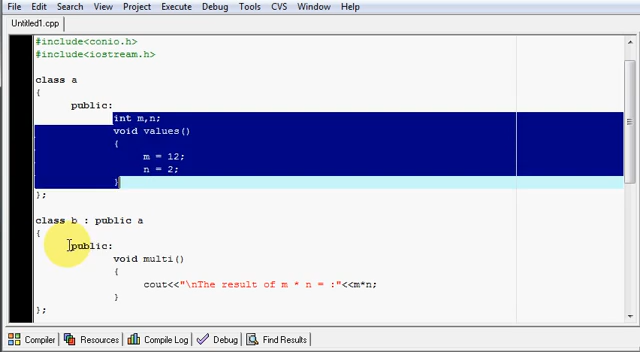 File Edit Search View Project Execute Debug Tools CVS Window Help
Untitled1.cpp
#include<conio.h>
#include<iostream.h>
class a
{
public:
int m,n;
void values()
{
m = 12;
n = 2;
}
};
class b : public a
{
public:
void multi()
{
cout<<"\nThe result of m * n = :"<<m*n;
}
};
Compiler Resources Compile Log Debug Find Results